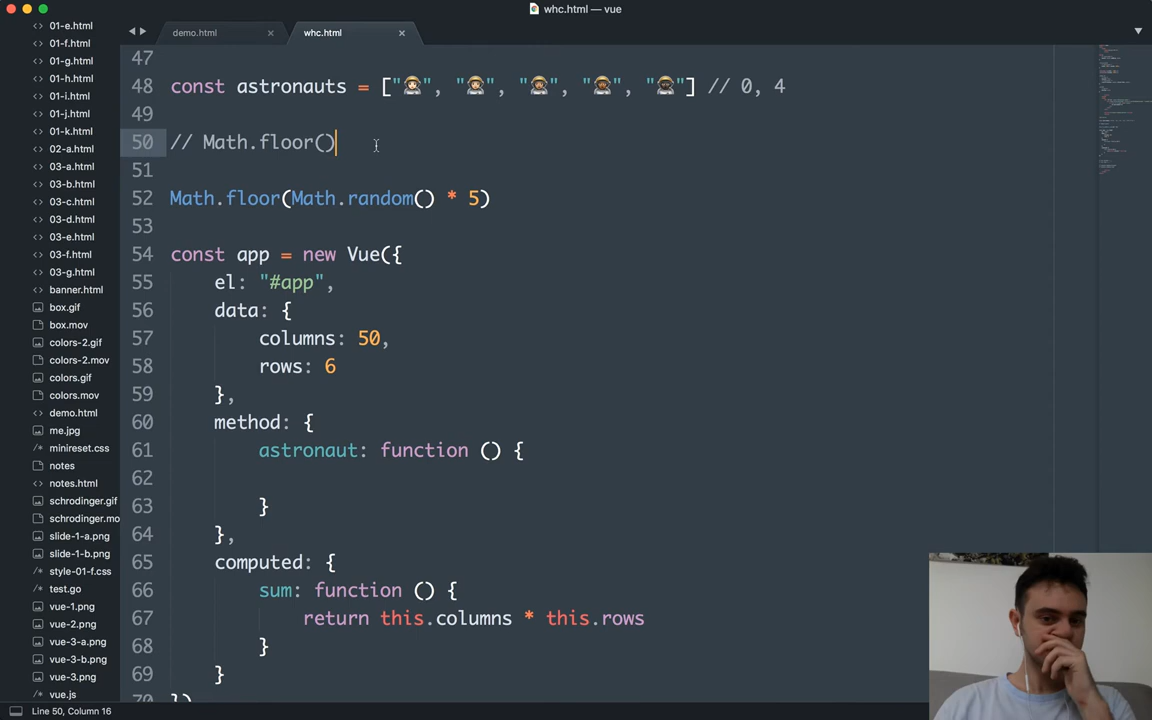 whc.html — vue
demo.html
whc.html
01-e.html
01-f.html
01-g.html
01-h.html
01-i.html
01-j.html
01-k.html
02-a.html
03-a.html
03-b.html
03-c.html
03-d.html
03-e.html
03-f.html
03-g.html
banner.html
box.gif
box.mov
colors-2.gif
colors-2.mov
colors.gif
colors.mov
demo.html
me.jpg
minireset.css
notes
notes.html
schrodinger.gif
schrodinger.mo
slide-1-a.png
slide-1-b.png
style-01-f.css
test.go
vue-1.png
vue-2.png
vue-3-a.png
vue-3-b.png
vue-3.png
vue.js
47
48 const astronauts = ["👩🏻‍🚀", "👩🏼‍🚀", "👩🏽‍🚀", "👩🏾‍🚀", "👩🏿‍🚀"] // 0, 4
49
50 // Math.floor()
51
52 Math.floor(Math.random() * 5)
53
54 const app = new Vue({
55 el: "#app",
56 data: {
57 columns: 50,
58 rows: 6
59 },
60 method: {
61 astronaut: function () {
62
63 }
64 },
65 computed: {
66 sum: function () {
67 return this.columns * this.rows
68 }
69 }
70 })
Line 50, Column 16